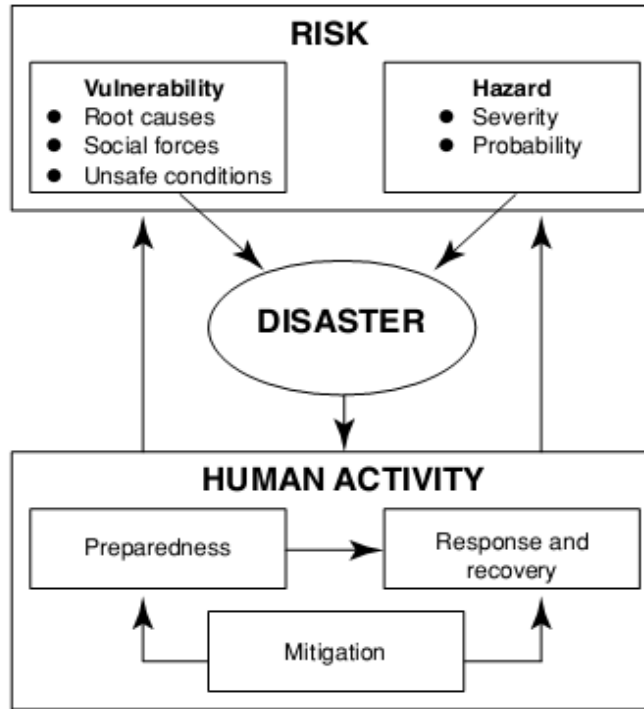 RISK
Vulnerability
● Root causes
● Social forces
● Unsafe conditions
Hazard
● Severity
● Probability
DISASTER
HUMAN ACTIVITY
Preparedness
Response and
recovery
Mitigation